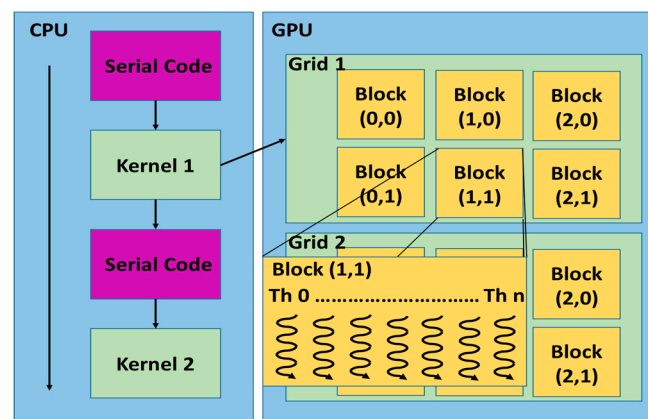 CPU
Serial Code
Kernel 1
Serial Code
Kernel 2
GPU
Grid 1
Block
(0,0)
Block
(1,0)
Block
(2,0)
Block
(0,1)
Block
(1,1)
Block
(2,1)
Grid 2
Block (1,1)
Th 0 ................................ Th n
Block
(2,0)
Block
(2,1)